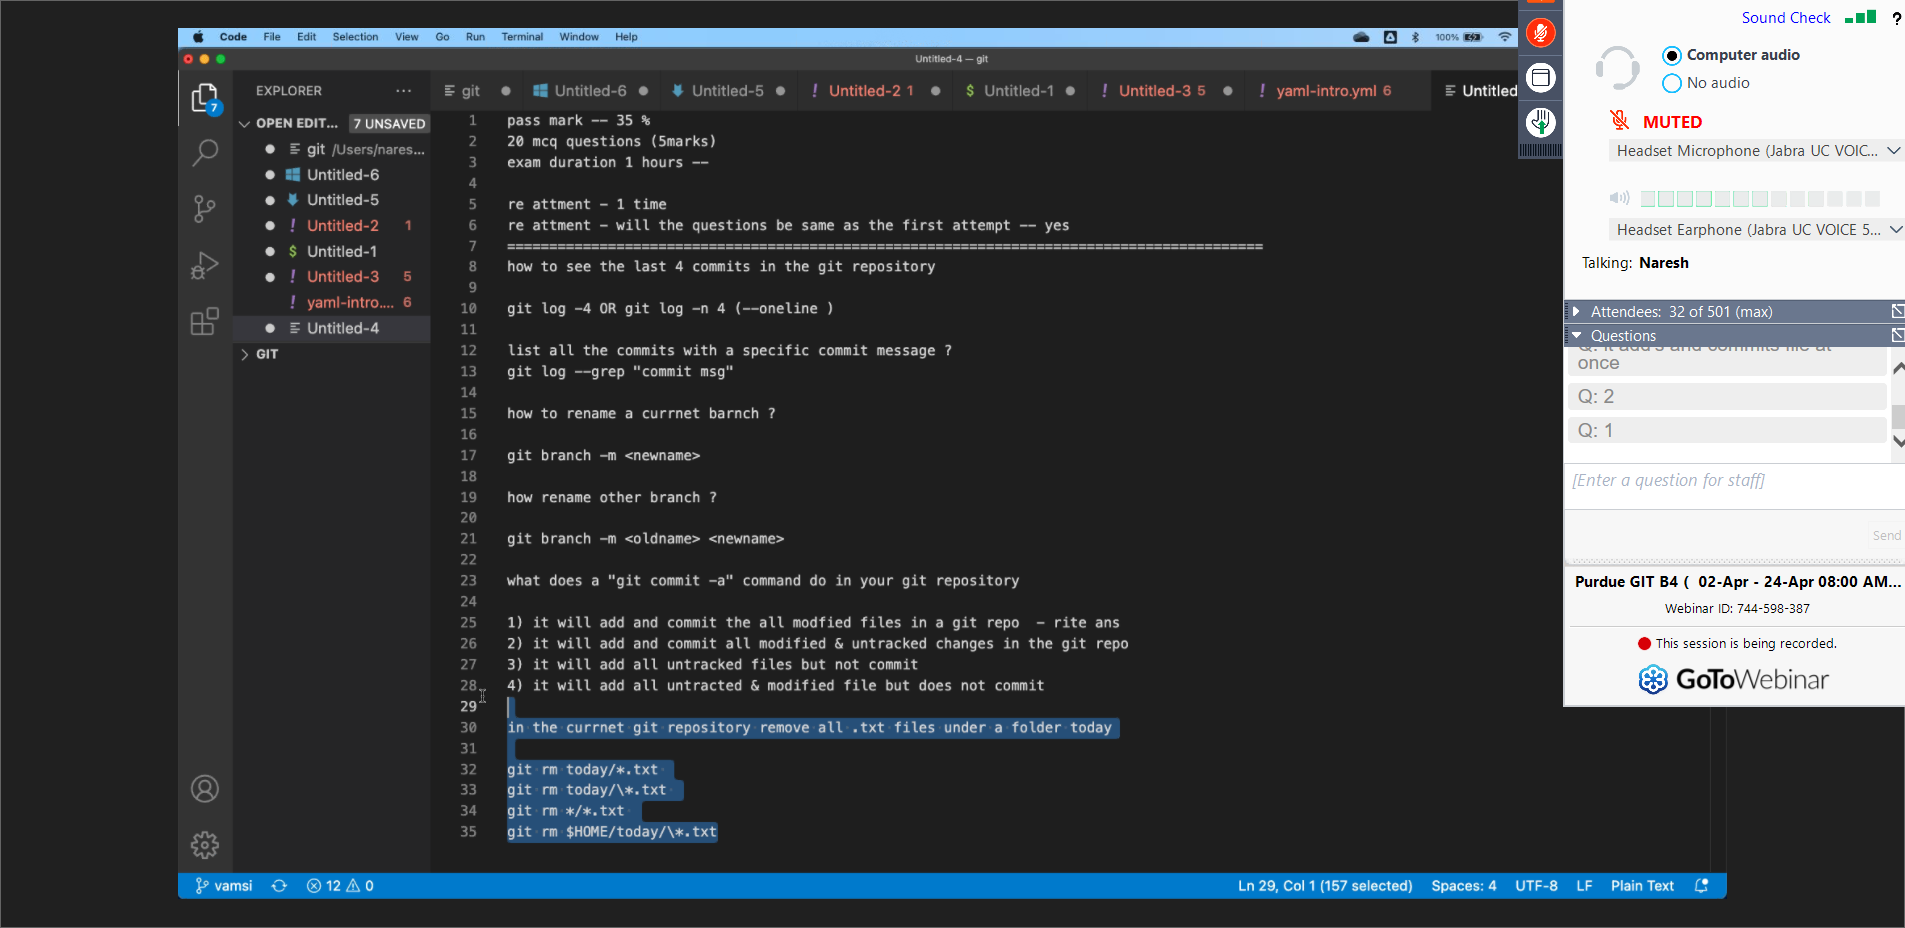 Code File Edit Selection View Go Run Terminal Window Help 100%
Untitled-4 — git
EXPLORER ···
OPEN EDIT... 7 UNSAVED
git /Users/nares...
Untitled-6
Untitled-5
Untitled-2 1
Untitled-1
Untitled-3 5
yaml-intro.... 6
Untitled-4
GIT
7
git Untitled-6 Untitled-5 Untitled-2 1 Untitled-1 Untitled-3 5 yaml-intro.yml 6 Untitled
1 pass mark -- 35 %
2 20 mcq questions (5marks)
3 exam duration 1 hours --
4
5 re attment - 1 time
6 re attment - will the questions be same as the first attempt -- yes
7 ==========================================================================================
8 how to see the last 4 commits in the git repository
9
10 git log -4 OR git log -n 4 (--oneline )
11
12 list all the commits with a specific commit message ?
13 git log --grep "commit msg"
14
15 how to rename a currnet barnch ?
16
17 git branch -m <newname>
18
19 how rename other branch ?
20
21 git branch -m <oldname> <newname>
22
23 what does a "git commit -a" command do in your git repository
24
25 1) it will add and commit the all modfied files in a git repo - rite ans
26 2) it will add and commit all modified & untracked changes in the git repo
27 3) it will add all untracked files but not commit
28 4) it will add all untracted & modified file but does not commit
29
30 in the currnet git repository remove all .txt files under a folder today
31
32 git rm today/*.txt
33 git rm today/\*.txt
34 git rm */*.txt
35 git rm $HOME/today/\*.txt
vamsi 12 0 Ln 29, Col 1 (157 selected) Spaces: 4 UTF-8 LF Plain Text
Sound Check ?
Computer audio
No audio
MUTED
Headset Microphone (Jabra UC VOIC...
Headset Earphone (Jabra UC VOICE 5...
Talking: Naresh
Attendees: 32 of 501 (max)
Questions
Q: it add's and commits file at
once
Q: 2
Q: 1
[Enter a question for staff]
Send
Purdue GIT B4 ( 02-Apr - 24-Apr 08:00 AM...
Webinar ID: 744-598-387
This session is being recorded.
GoToWebinar